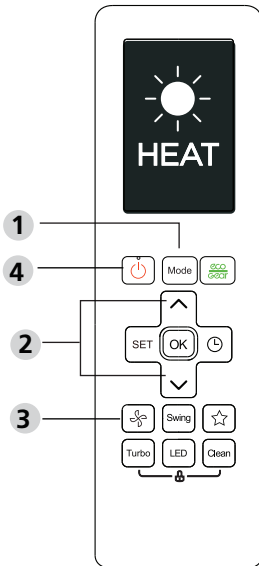 HEAT
1
4
Mode
eco
Gear
2
SET OK
3
Swing
Turbo LED Clean